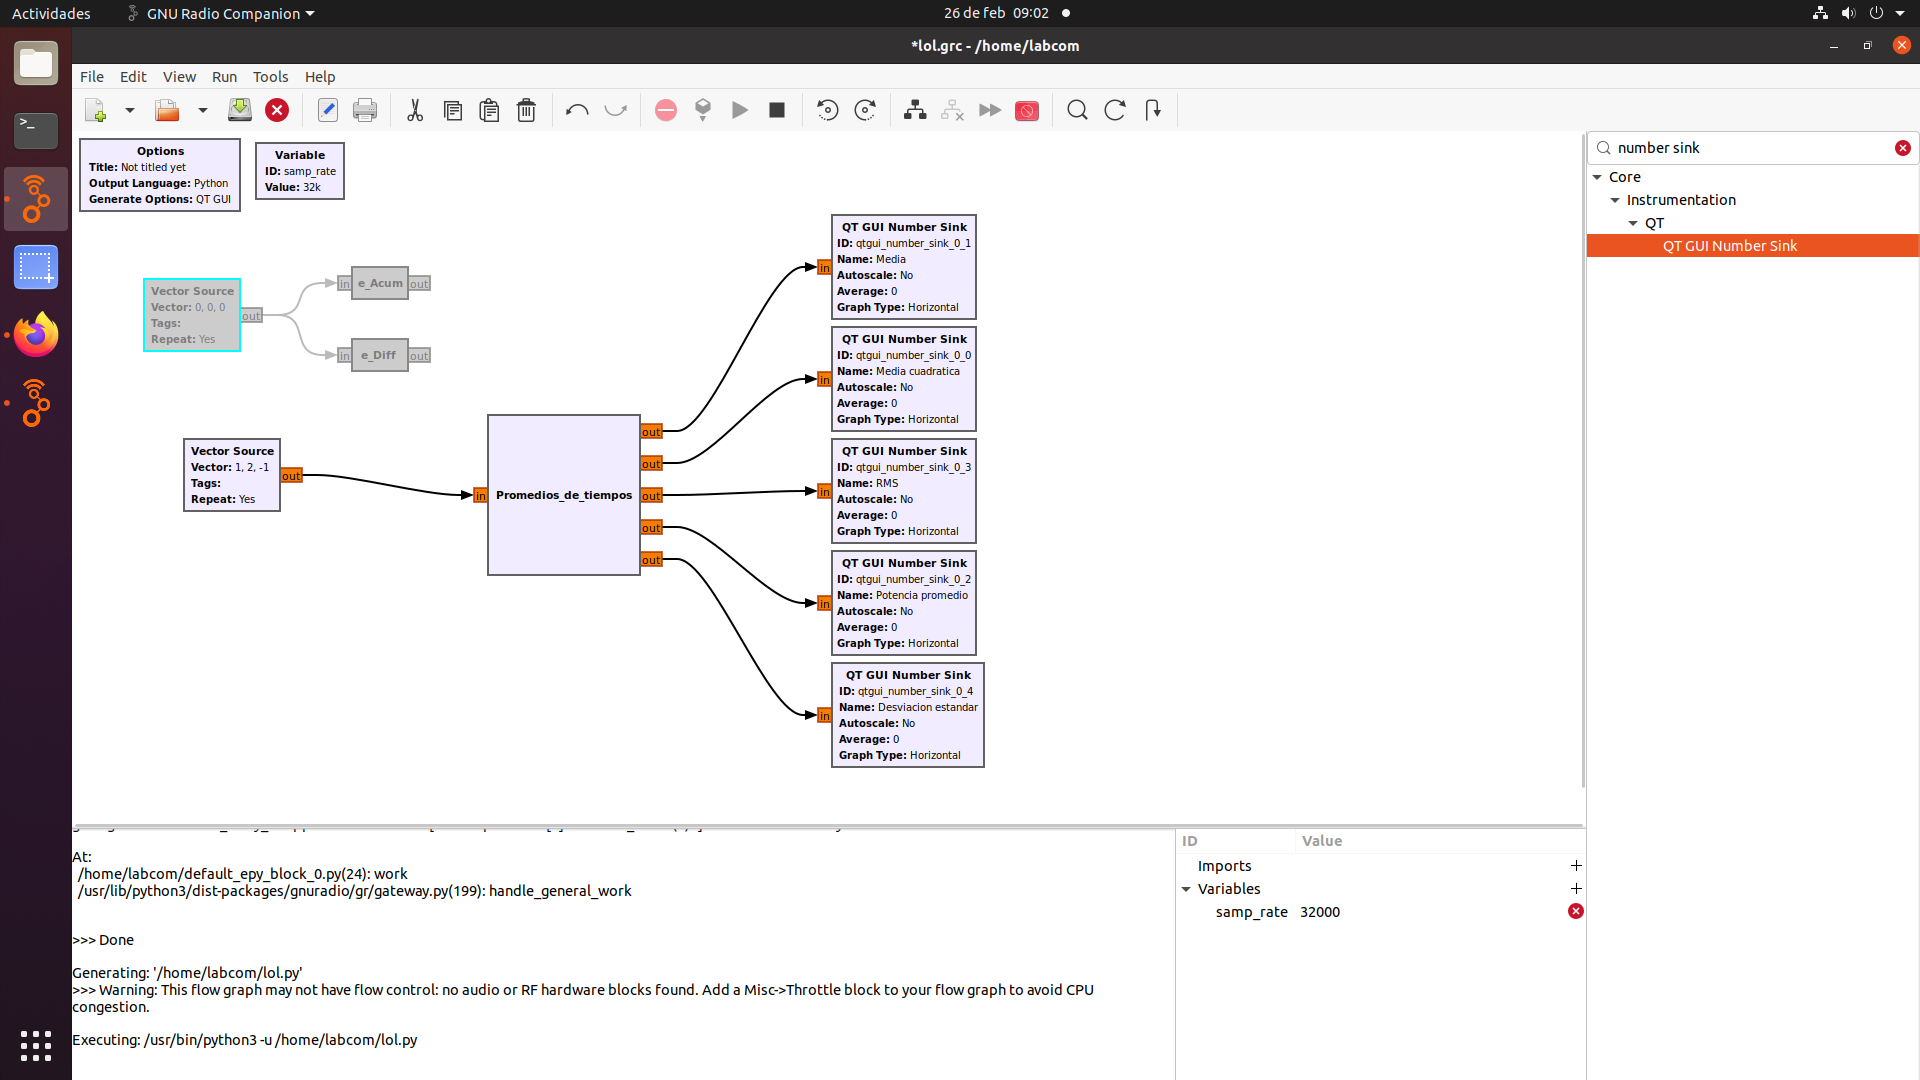 Actividades
GNU Radio Companion
26 de feb 09:02
*lol.grc - /home/labcom
File Edit View Run Tools Help
Options
Title: Not titled yet
Output Language: Python
Generate Options: QT GUI
Variable
ID: samp_rate
Value: 32k
Vector Source
Vector: 0, 0, 0
Tags:
Repeat: Yes
out
in
e_Acum
out
in
e_Diff
out
Vector Source
Vector: 1, 2, -1
Tags:
Repeat: Yes
out
in
Promedios_de_tiempos
out
out
out
out
out
in
QT GUI Number Sink
ID: qtgui_number_sink_0_1
Name: Media
Autoscale: No
Average: 0
Graph Type: Horizontal
in
QT GUI Number Sink
ID: qtgui_number_sink_0_0
Name: Media cuadratica
Autoscale: No
Average: 0
Graph Type: Horizontal
in
QT GUI Number Sink
ID: qtgui_number_sink_0_3
Name: RMS
Autoscale: No
Average: 0
Graph Type: Horizontal
in
QT GUI Number Sink
ID: qtgui_number_sink_0_2
Name: Potencia promedio
Autoscale: No
Average: 0
Graph Type: Horizontal
in
QT GUI Number Sink
ID: qtgui_number_sink_0_4
Name: Desviacion estandar
Autoscale: No
Average: 0
Graph Type: Horizontal
number sink
Core
Instrumentation
QT
QT GUI Number Sink
At:
/home/labcom/default_epy_block_0.py(24): work
/usr/lib/python3/dist-packages/gnuradio/gr/gateway.py(199): handle_general_work
>>> Done
Generating: '/home/labcom/lol.py'
>>> Warning: This flow graph may not have flow control: no audio or RF hardware blocks found. Add a Misc->Throttle block to your flow graph to avoid CPU
congestion.
Executing: /usr/bin/python3 -u /home/labcom/lol.py
ID Value
Imports
Variables
samp_rate 32000